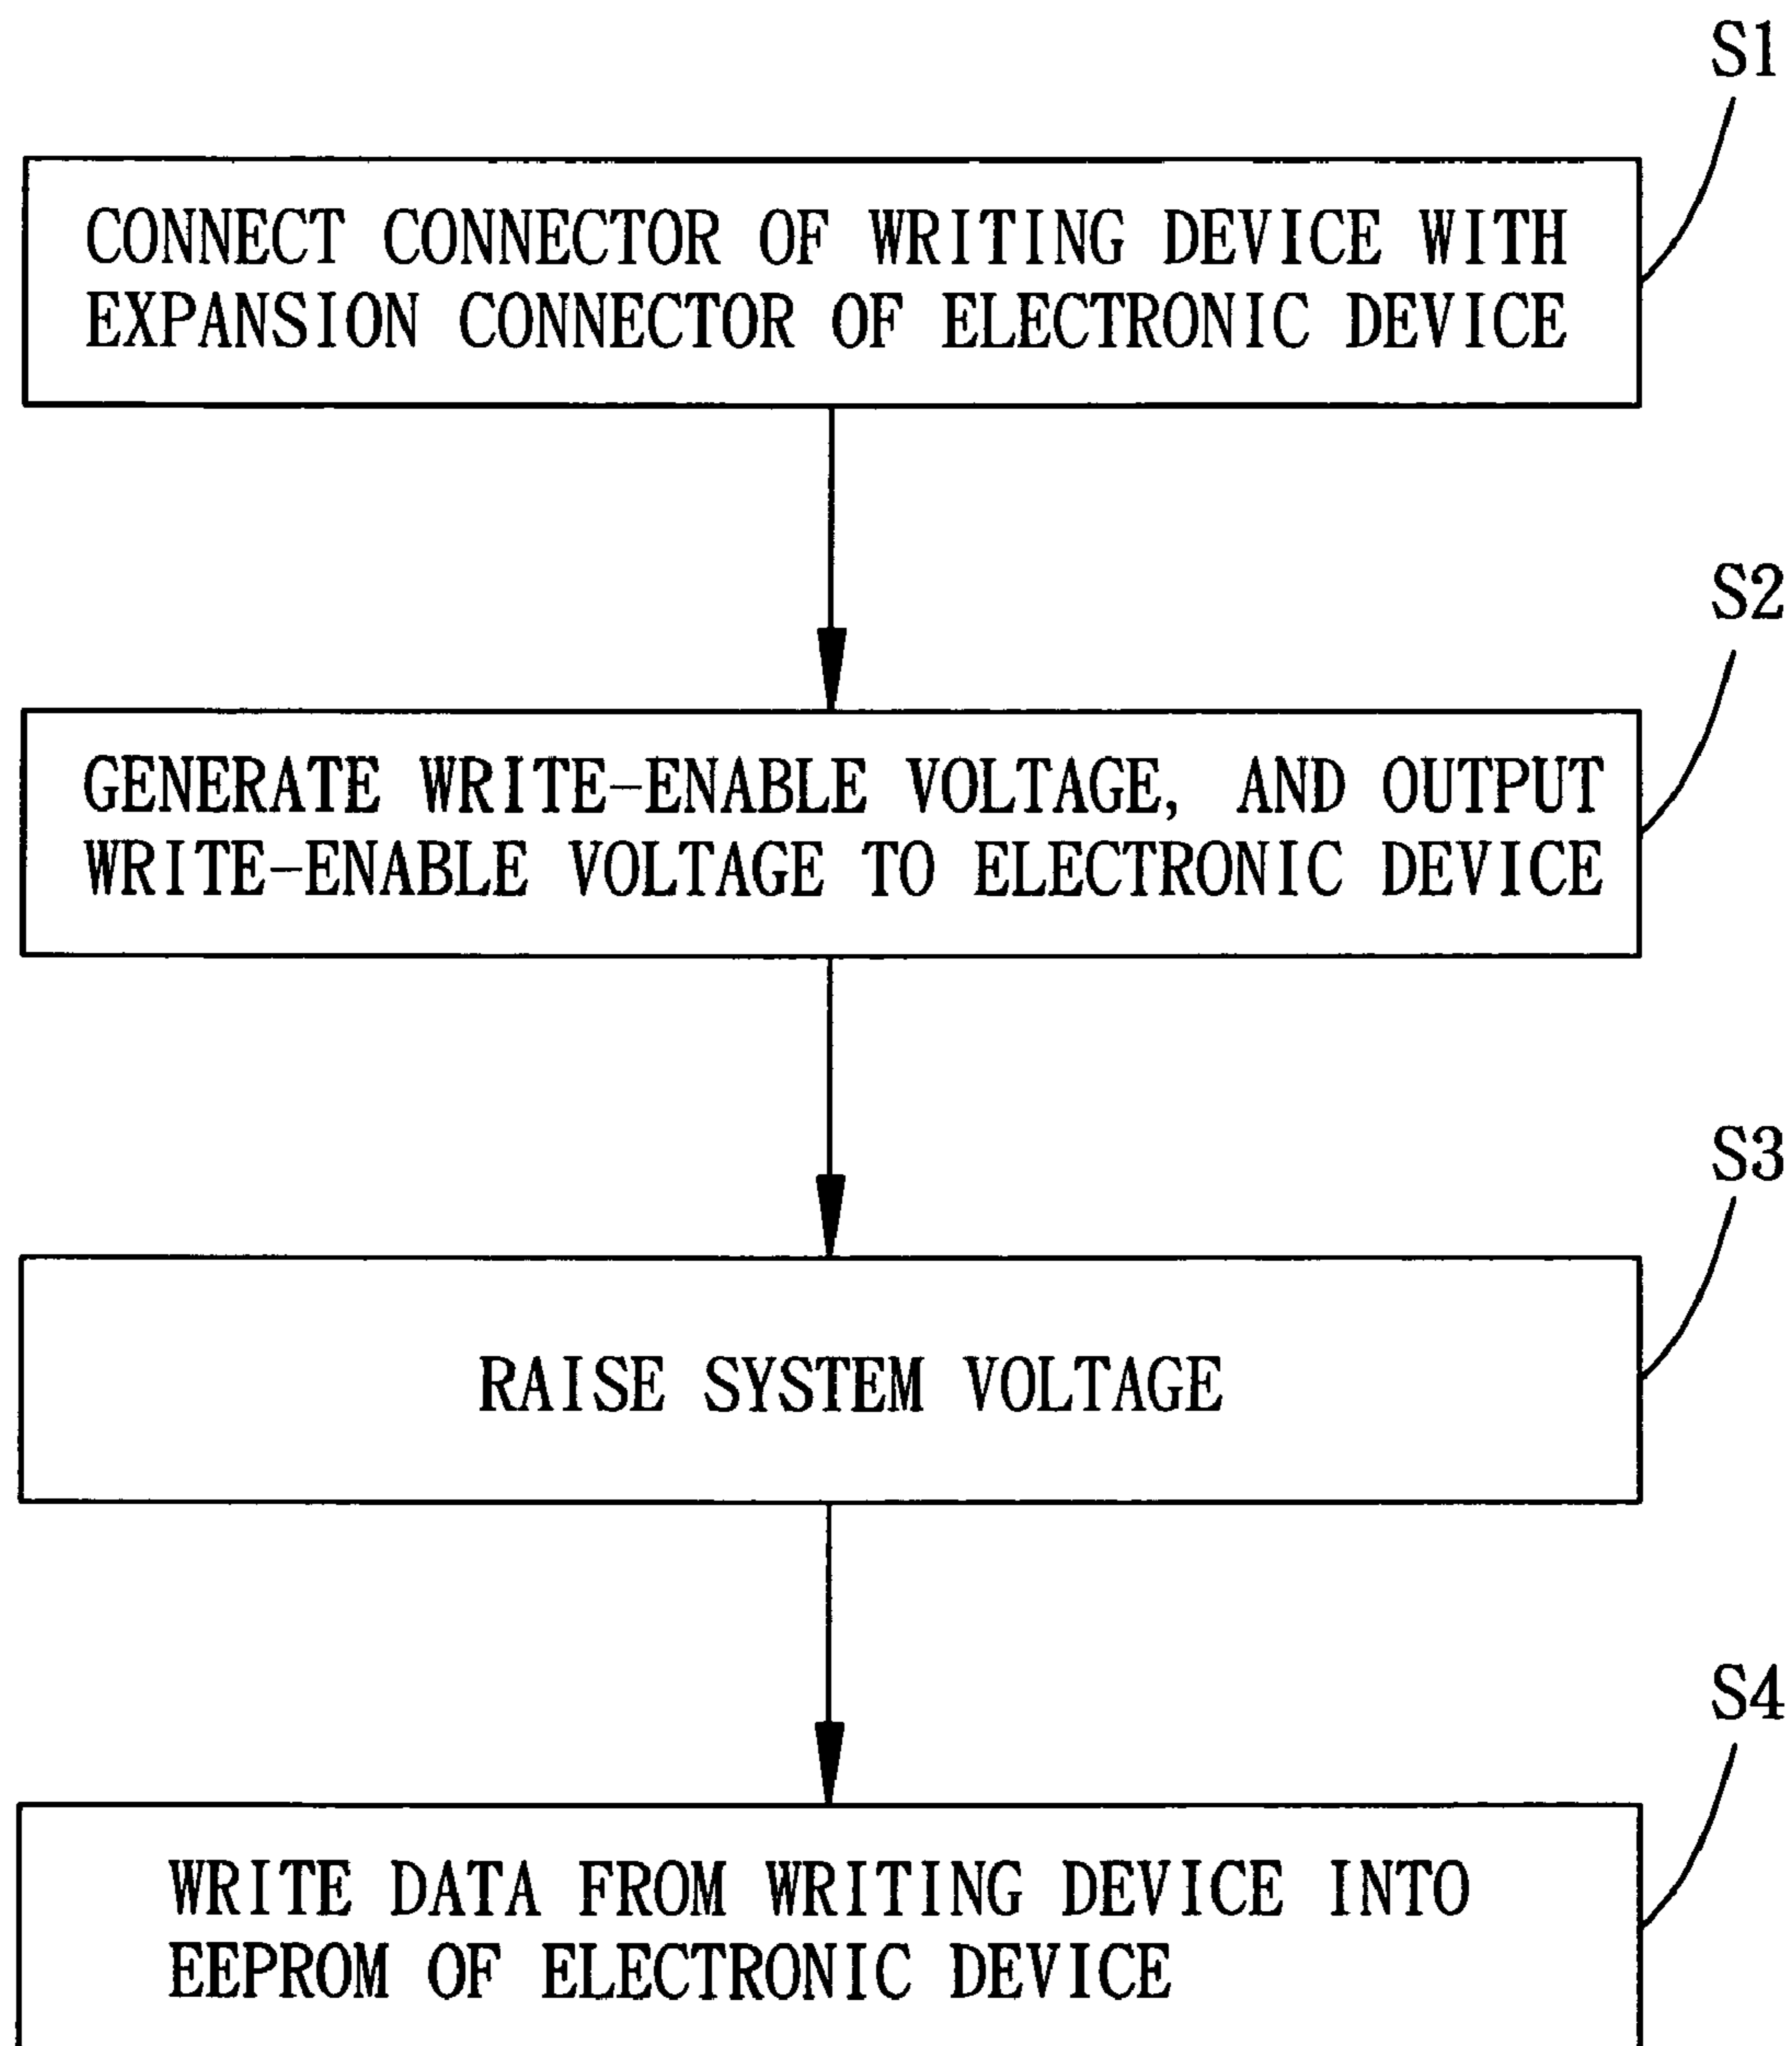 S1
CONNECT CONNECTOR OF WRITING DEVICE WITH
EXPANSION CONNECTOR OF ELECTRONIC DEVICE
S2
GENERATE WRITE-ENABLE VOLTAGE, AND OUTPUT
WRITE-ENABLE VOLTAGE TO ELECTRONIC DEVICE
S3
RAISE SYSTEM VOLTAGE
S4
WRITE DATA FROM WRITING DEVICE INTO
EEPROM OF ELECTRONIC DEVICE